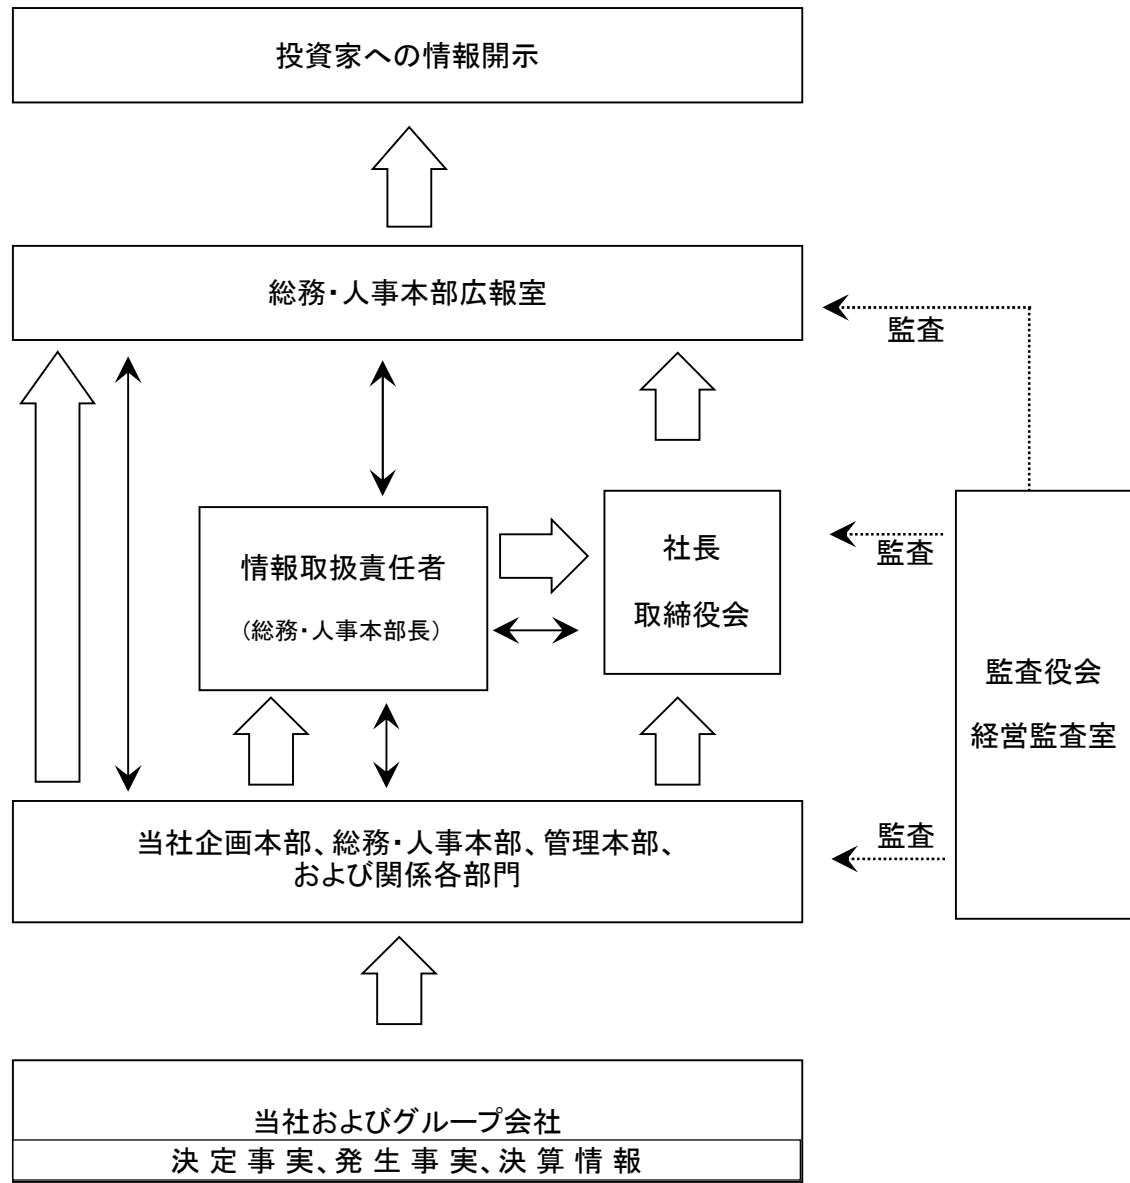 投資家への情報開示
総務・人事本部広報室
監査
情報取扱責任者
(総務・人事本部長)
社長
取締役会
監査
監査役会
経営監査室
当社企画本部、総務・人事本部、管理本部、
および関係各部門
監査
当社およびグループ会社
決定事実、発生事実、決算情報